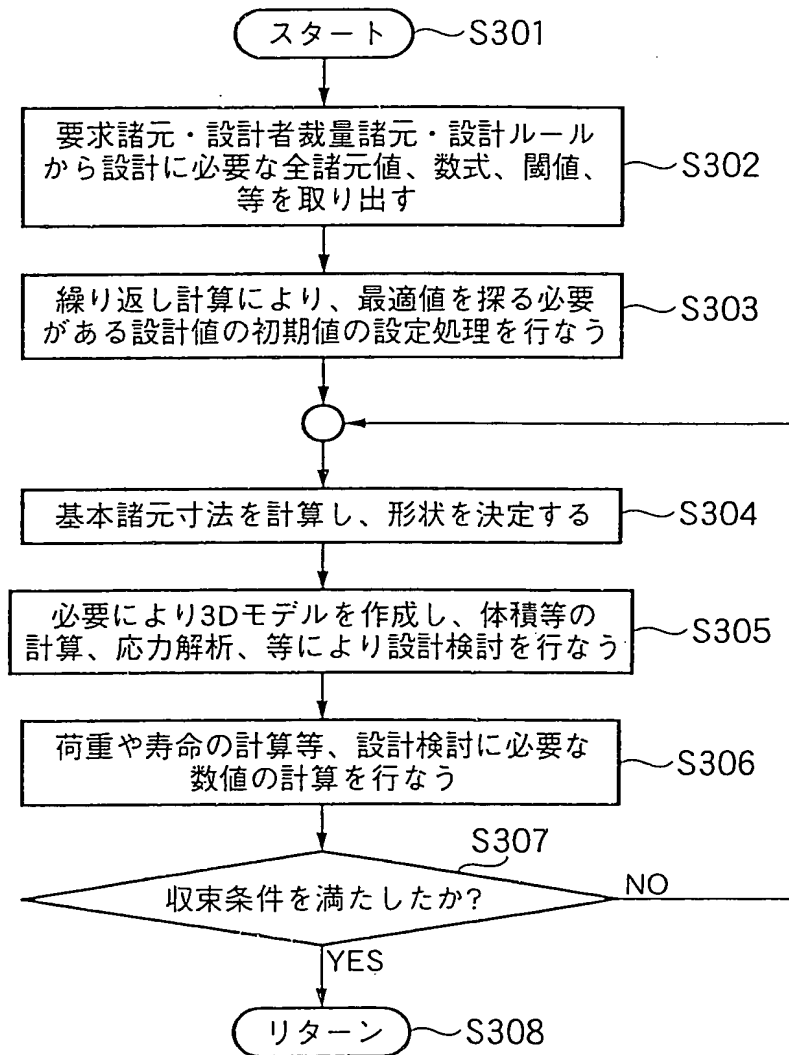 スタート
S301
要求諸元・設計者裁量諸元・設計ルール
から設計に必要な全諸元値、数式、閾値、
等を取り出す
S302
繰り返し計算により、最適値を探る必要
がある設計値の初期値の設定処理を行なう
S303
基本諸元寸法を計算し、形状を決定する
S304
必要により3Dモデルを作成し、体積等の
計算、応力解析、等により設計検討を行なう
S305
荷重や寿命の計算等、設計検討に必要な
数値の計算を行なう
S306
S307
収束条件を満たしたか?
NO
YES
リターン
S308